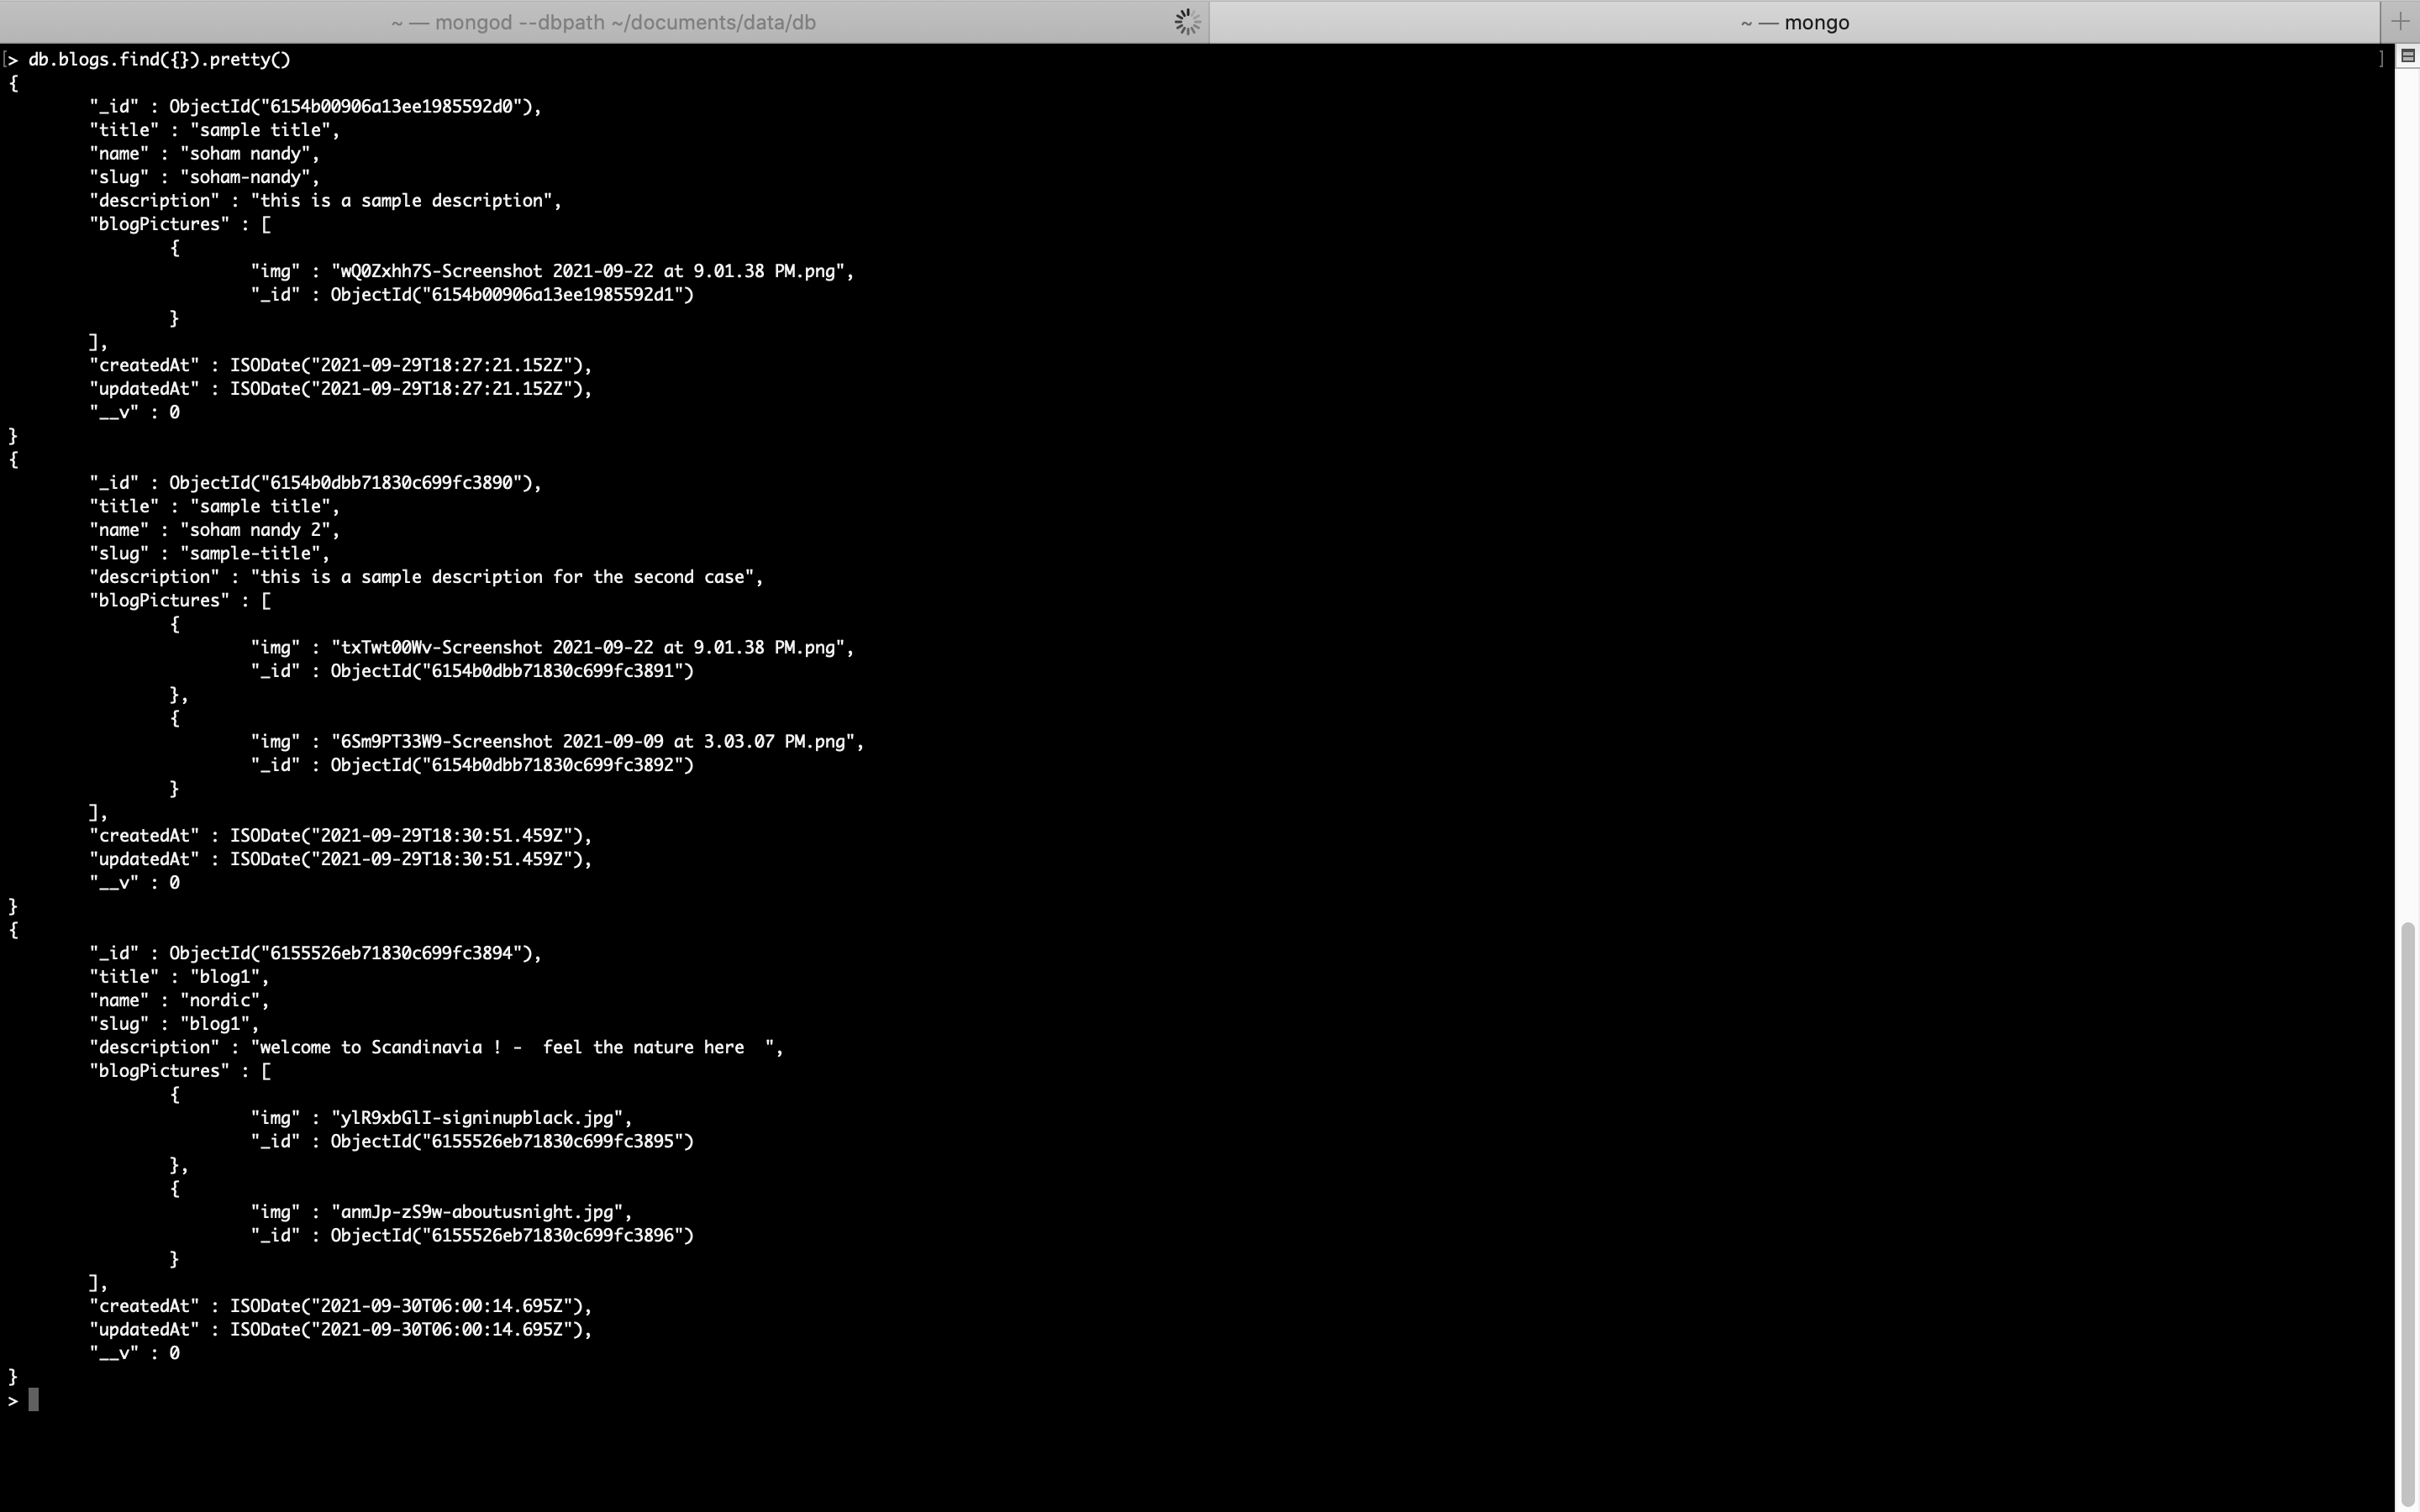 ~ — mongod --dbpath ~/documents/data/db
~ — mongo
> db.blogs.find({}).pretty()
{
"_id" : ObjectId("6154b00906a13ee1985592d0"),
"title" : "sample title",
"name" : "soham nandy",
"slug" : "soham-nandy",
"description" : "this is a sample description",
"blogPictures" : [
{
"img" : "wQ0Zxhh7S-Screenshot 2021-09-22 at 9.01.38 PM.png",
"_id" : ObjectId("6154b00906a13ee1985592d1")
}
],
"createdAt" : ISODate("2021-09-29T18:27:21.152Z"),
"updatedAt" : ISODate("2021-09-29T18:27:21.152Z"),
"__v" : 0
}
{
"_id" : ObjectId("6154b0dbb71830c699fc3890"),
"title" : "sample title",
"name" : "soham nandy 2",
"slug" : "sample-title",
"description" : "this is a sample description for the second case",
"blogPictures" : [
{
"img" : "txTwt00Wv-Screenshot 2021-09-22 at 9.01.38 PM.png",
"_id" : ObjectId("6154b0dbb71830c699fc3891")
},
{
"img" : "6Sm9PT33W9-Screenshot 2021-09-09 at 3.03.07 PM.png",
"_id" : ObjectId("6154b0dbb71830c699fc3892")
}
],
"createdAt" : ISODate("2021-09-29T18:30:51.459Z"),
"updatedAt" : ISODate("2021-09-29T18:30:51.459Z"),
"__v" : 0
}
{
"_id" : ObjectId("6155526eb71830c699fc3894"),
"title" : "blog1",
"name" : "nordic",
"slug" : "blog1",
"description" : "welcome to Scandinavia ! -  feel the nature here  ",
"blogPictures" : [
{
"img" : "ylR9xbGlI-signinupblack.jpg",
"_id" : ObjectId("6155526eb71830c699fc3895")
},
{
"img" : "anmJp-zS9w-aboutusnight.jpg",
"_id" : ObjectId("6155526eb71830c699fc3896")
}
],
"createdAt" : ISODate("2021-09-30T06:00:14.695Z"),
"updatedAt" : ISODate("2021-09-30T06:00:14.695Z"),
"__v" : 0
}
>